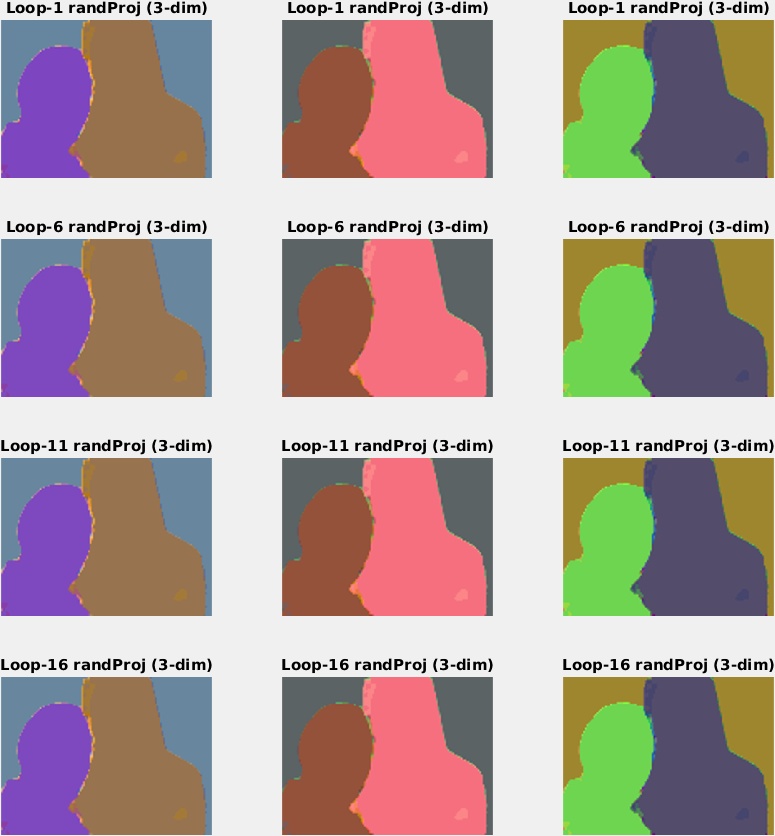 Loop-1 randProj (3-dim) Loop-1 randProj (3-dim) Loop-1 randProj (3-dim)
Loop-6 randProj (3-dim) Loop-6 randProj (3-dim) Loop-6 randProj (3-dim)
Loop-11 randProj (3-dim) Loop-11 randProj (3-dim) Loop-11 randProj (3-dim)
Loop-16 randProj (3-dim) Loop-16 randProj (3-dim) Loop-16 randProj (3-dim)